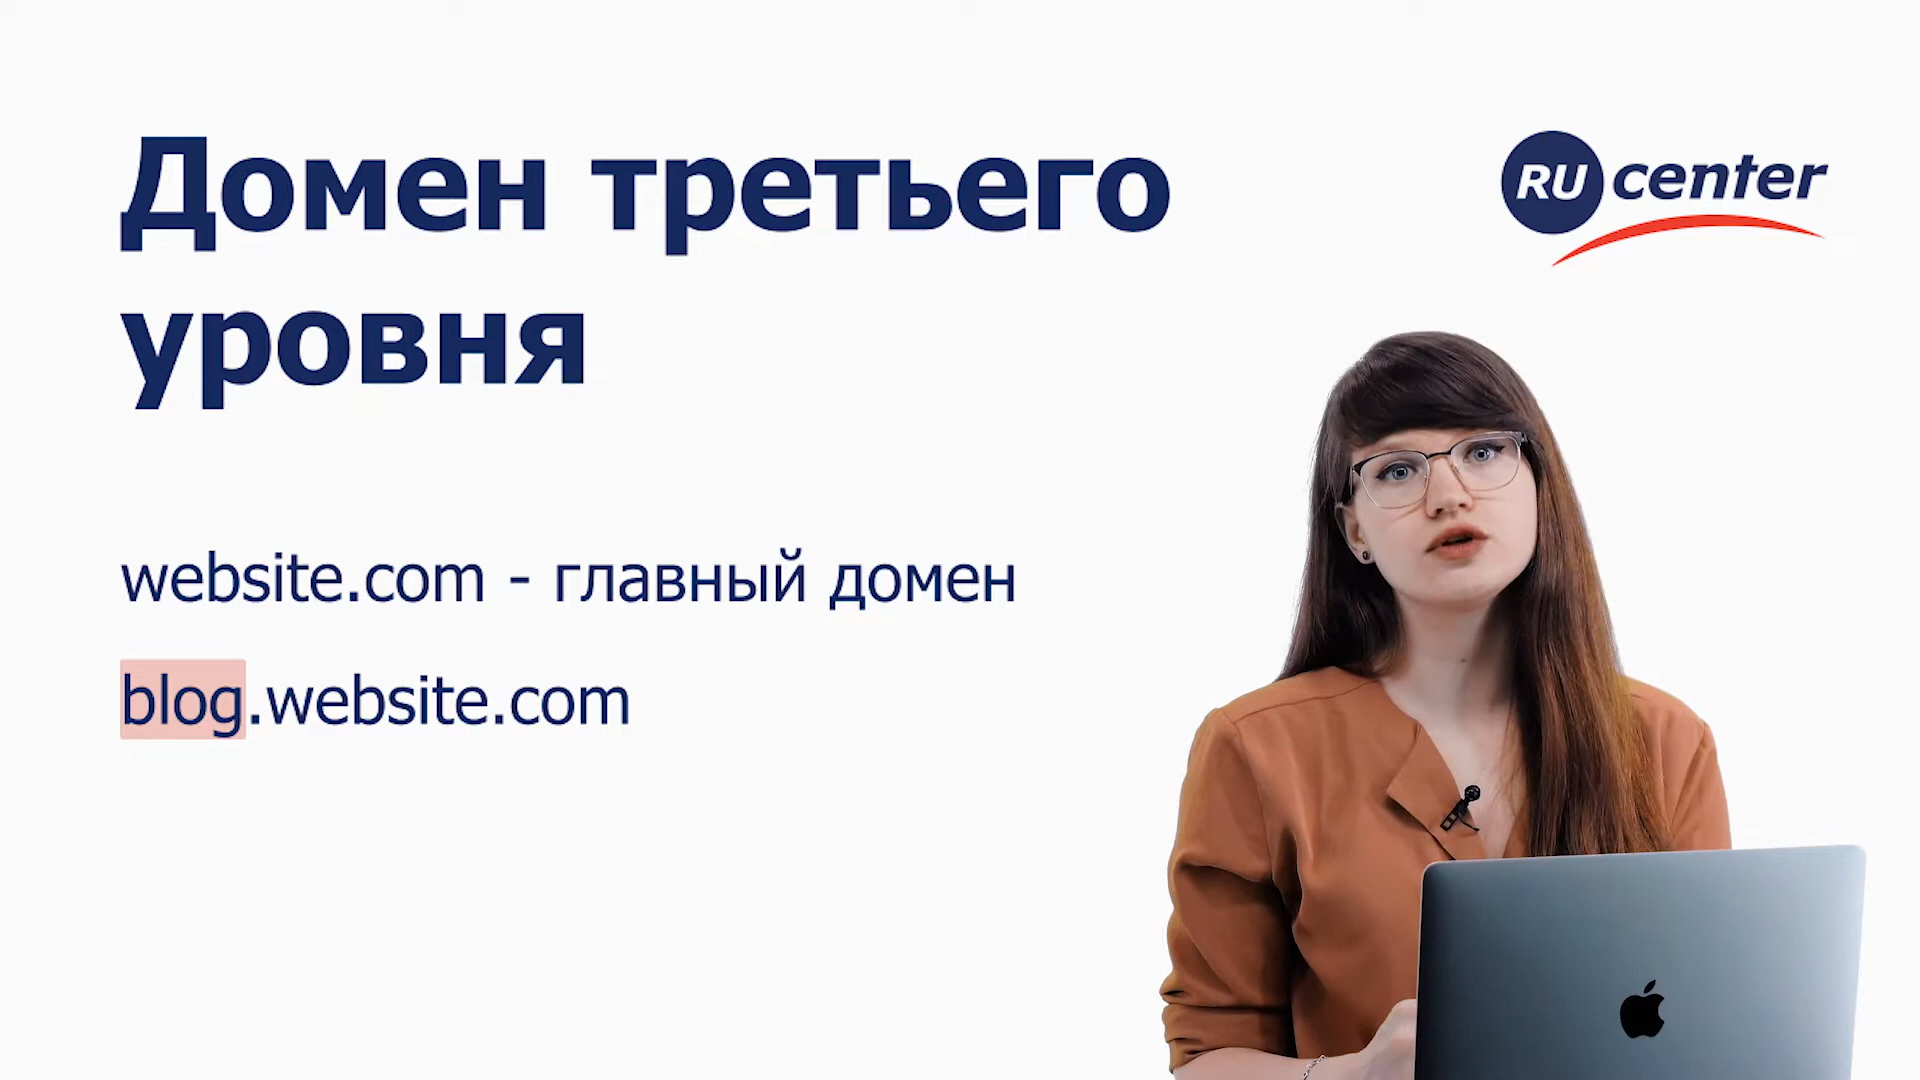 Домен третьего
уровня
RU center
website.com - главный домен
blog.website.com